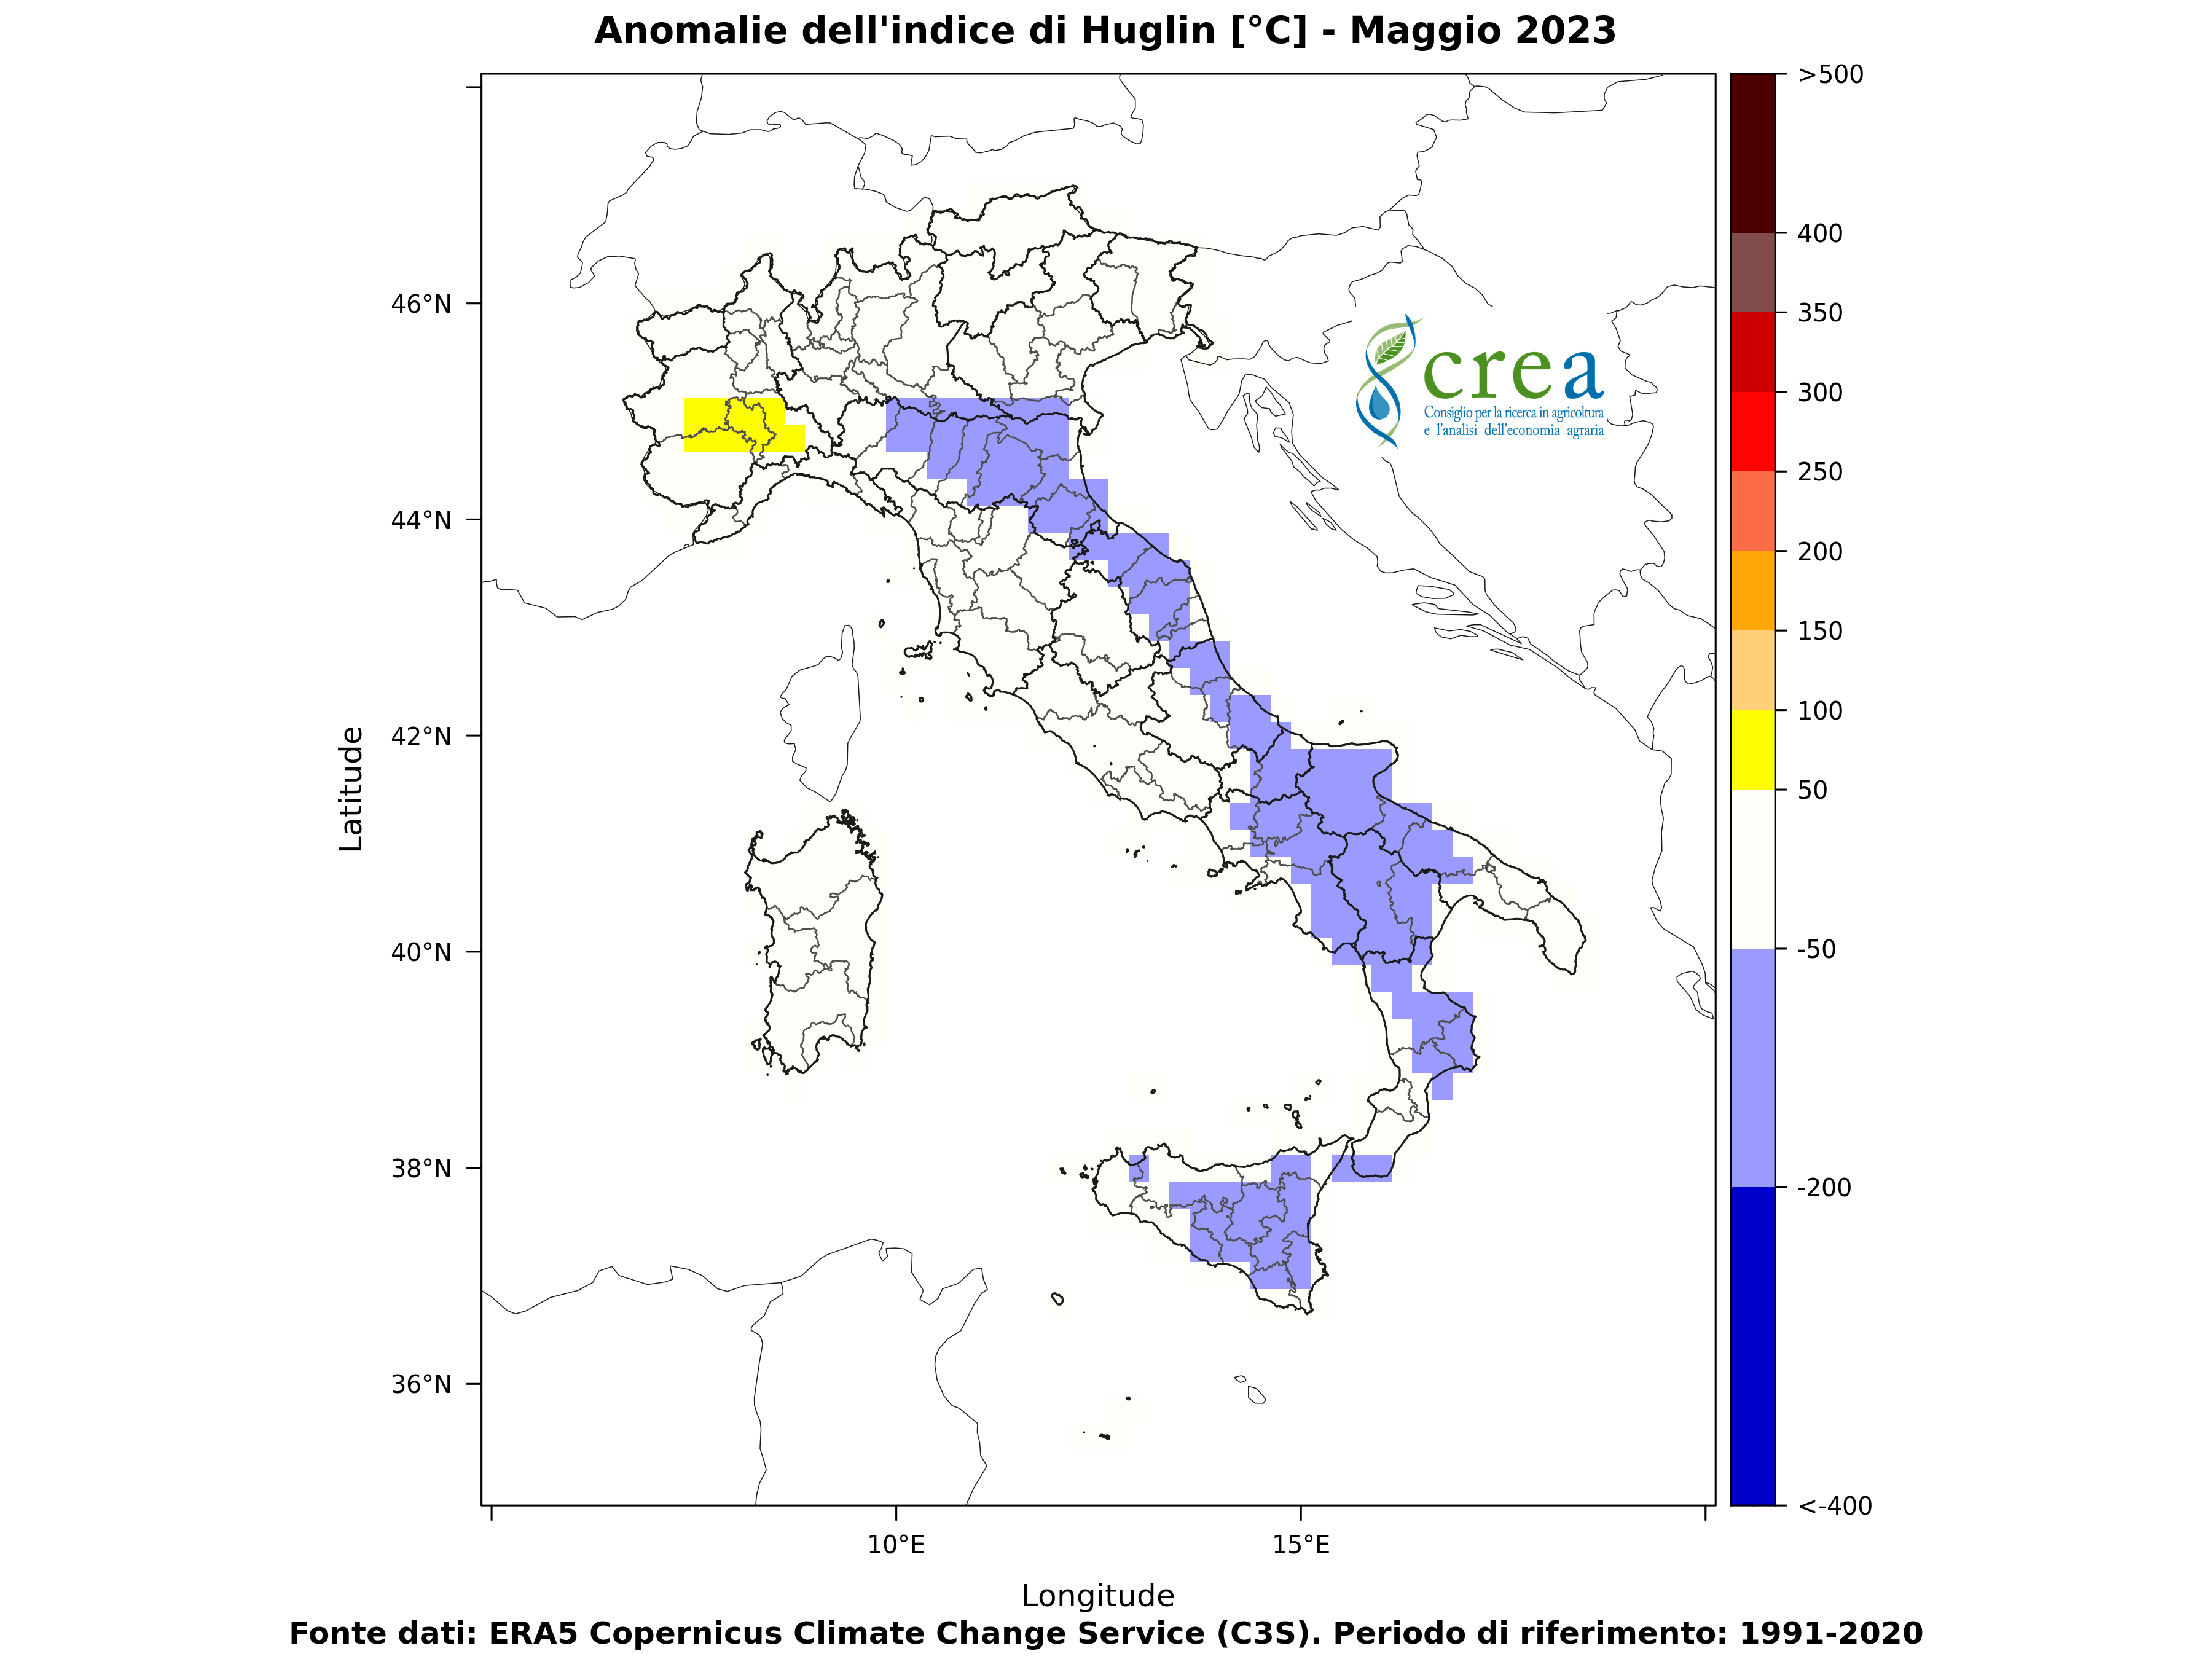 Anomalie dell'indice di Huglin [°C] - Maggio 2023
>500
400
350
300
250
200
150
100
50
-50
-200
<-400
46°N
44°N
42°N
40°N
38°N
36°N
Latitude
crea
Consiglio per la ricerca in agricoltura
e l'analisi dell'economia agraria
10°E
15°E
Longitude
Fonte dati: ERA5 Copernicus Climate Change Service (C3S). Periodo di riferimento: 1991-2020